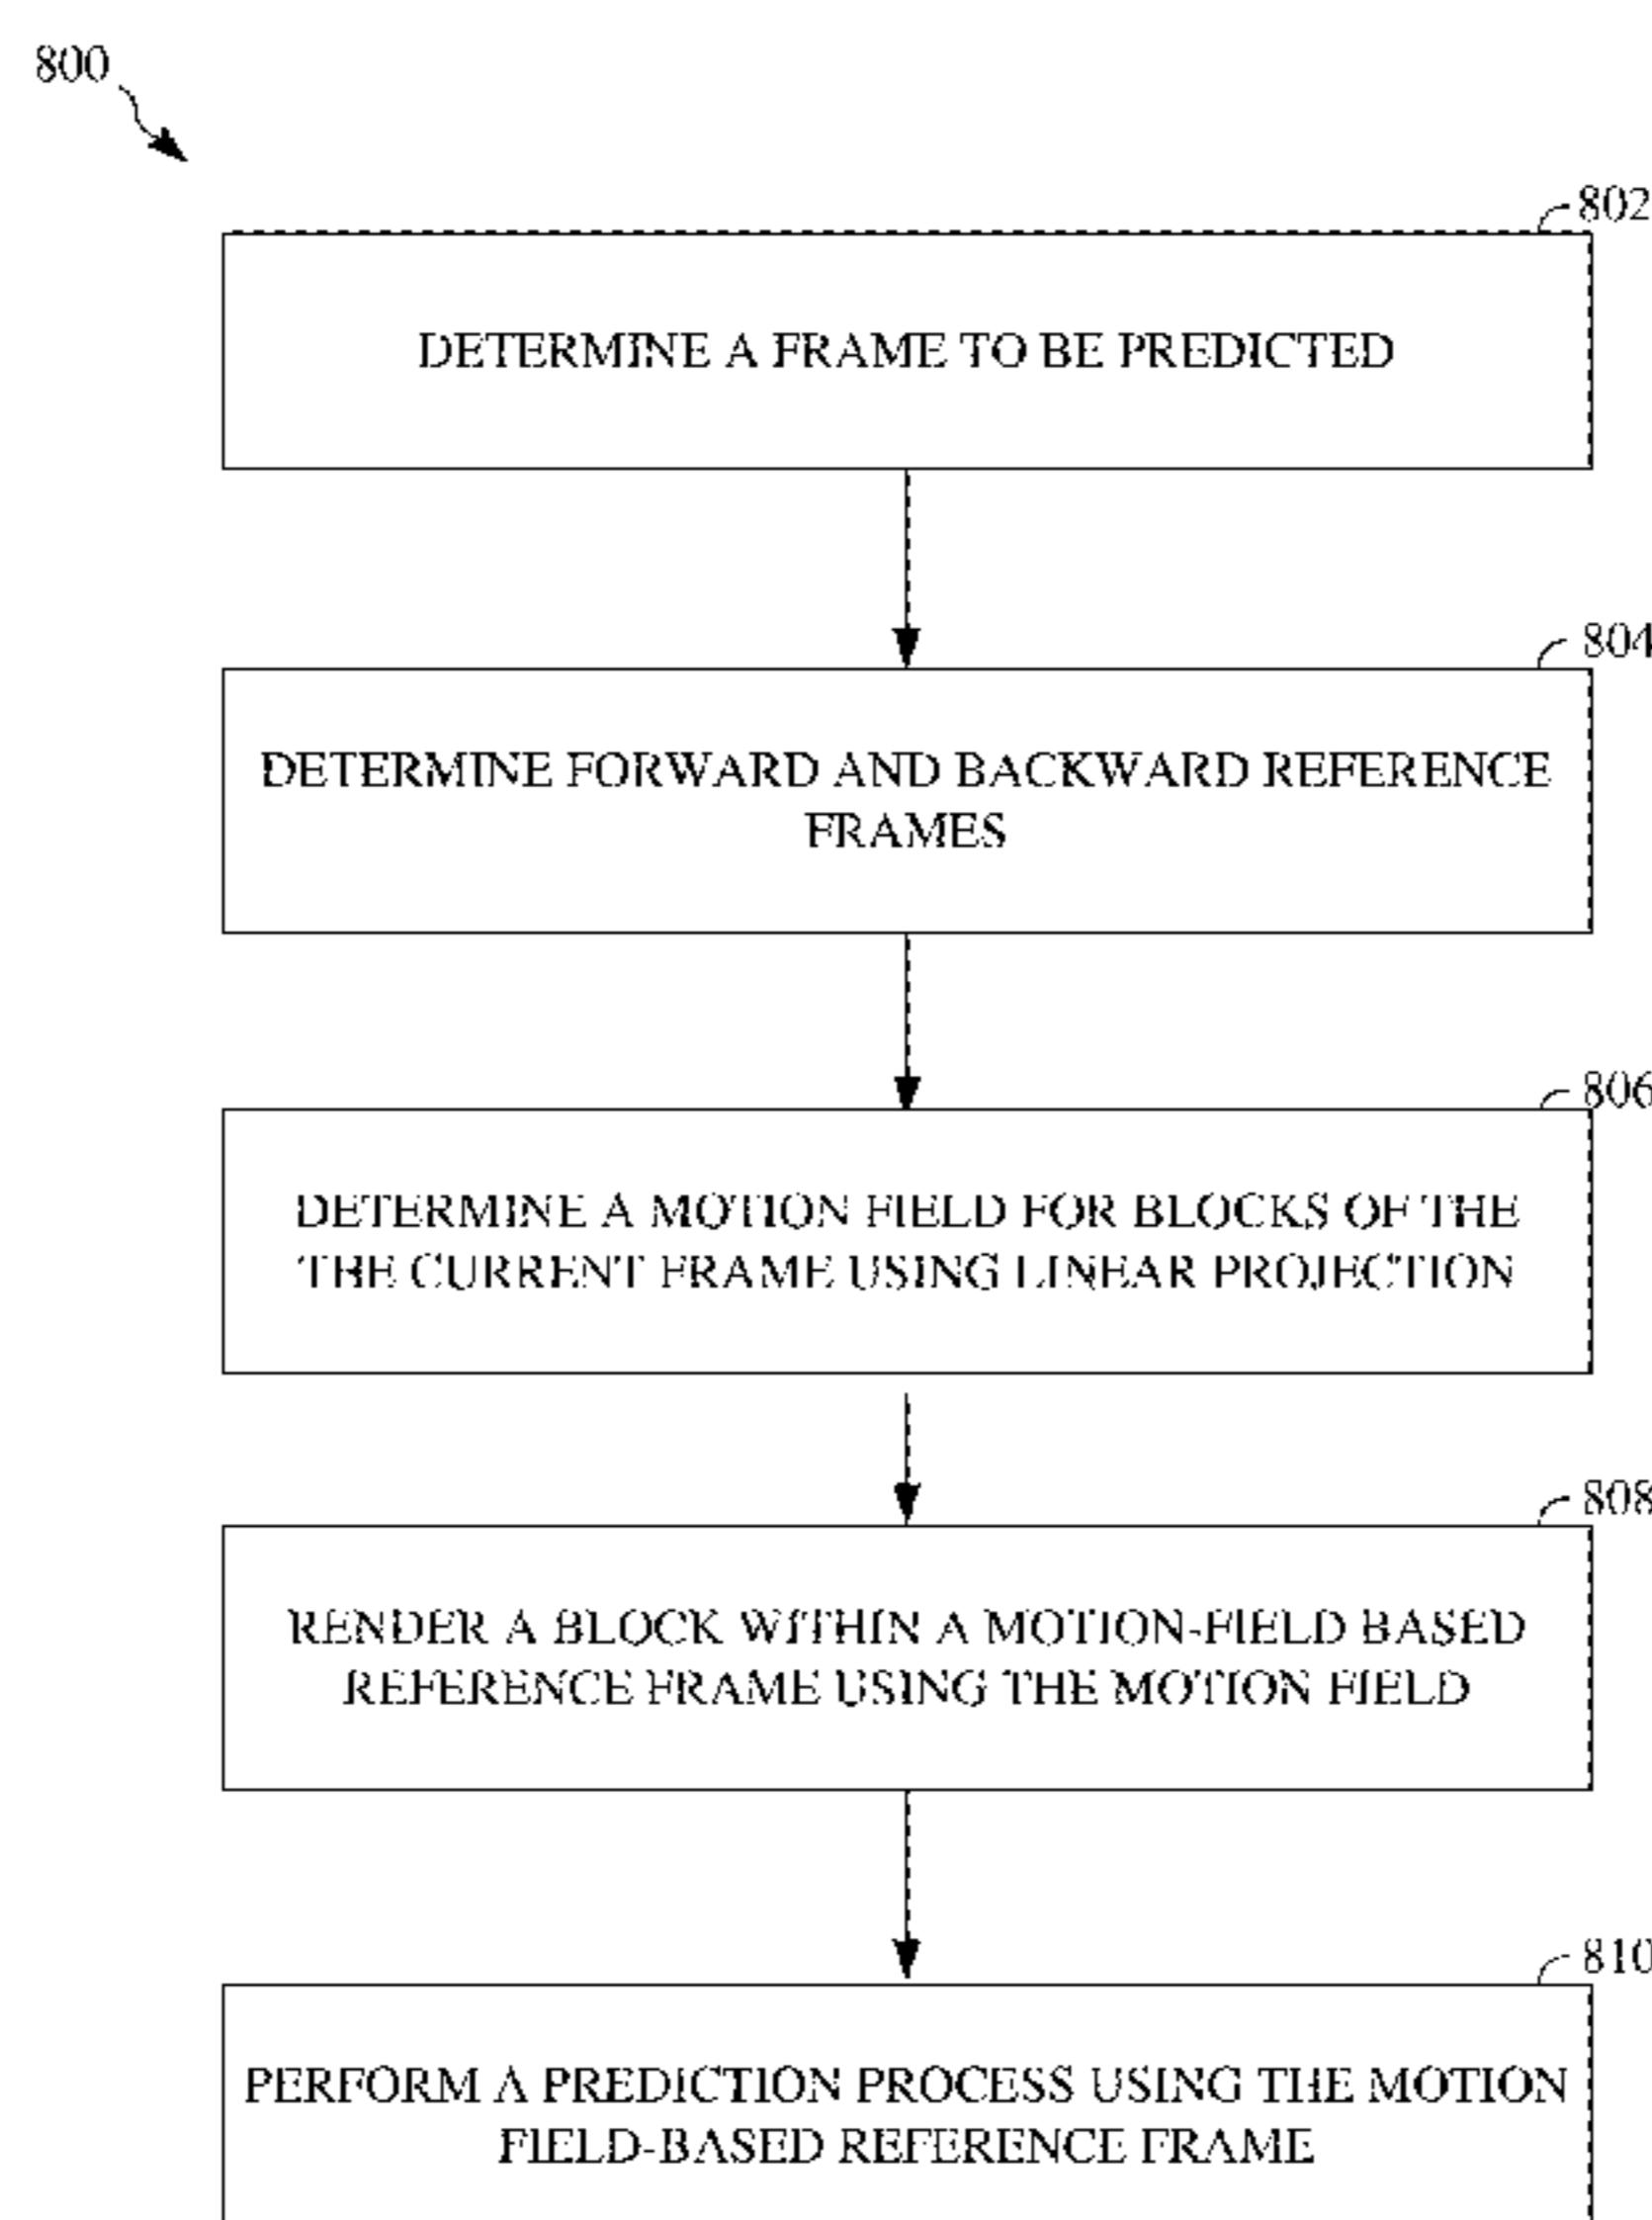 800
802
DETERMINE A FRAME TO BE PREDICTED
804
DETERMINE FORWARD AND BACKWARD REFERENCE
FRAMES
806
DETERMINE A MOTION FIELD FOR BLOCKS OF THE
THE CURRENT FRAME USING LINEAR PROJECTION
808
RENDER A BLOCK WITHIN A MOTION-FIELD BASED
REFERENCE FRAME USING THE MOTION FIELD
810
PERFORM A PREDICTION PROCESS USING THE MOTION
FIELD-BASED REFERENCE FRAME